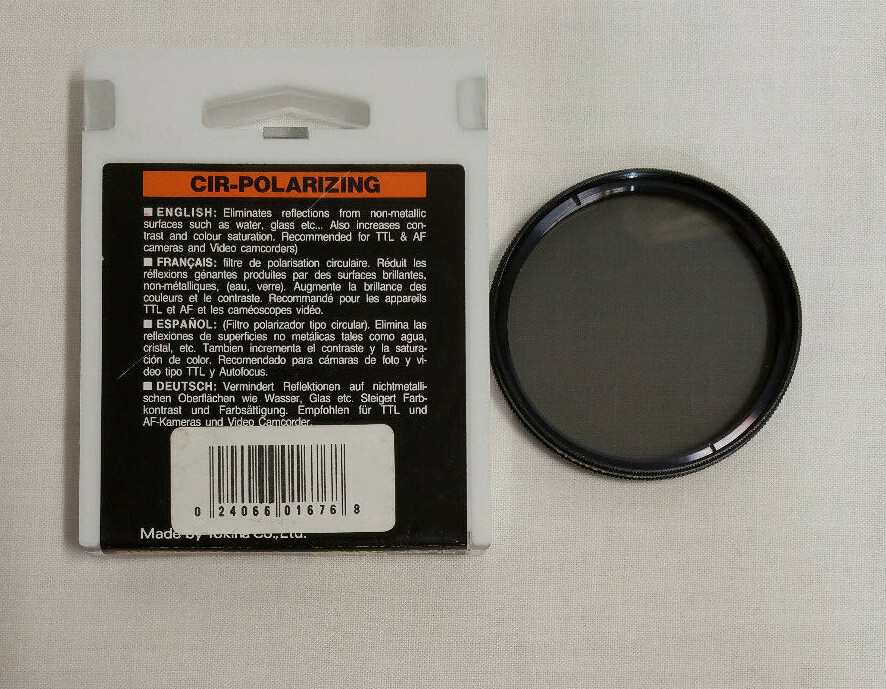 CIR-POLARIZING
ENGLISH: Eliminates reflections from non-metallic
surfaces such as water, glass etc... Also increases con-
trast and colour saturation. Recommended for TTL & AF
cameras and Video camcorders)
FRANÇAIS: filtre de polarisation circulaire. Réduit les
réflexions gênantes produites par des surfaces brillantes,
non-métalliques, (eau, verre). Augmente la brillance des
couleurs et le contraste. Recommandé pour les appareils
TTL et AF et les caméoscopes vidéo.
ESPAÑOL: (Filtro polarizador tipo circular). Elimina las
reflexiones de superficies no metálicas tales como agua,
cristal, etc. Tambien incrementa el contraste y la satura-
ción de color. Recomendado para cámaras de foto y vi-
deo tipo TTL y Autofocus.
DEUTSCH: Vermindert Reflektionen auf nichtmetalli-
schen Oberflächen wie Wasser, Glas etc. Steigert Farb-
kontrast und Farbsättigung. Empfohlen für TTL und
AF-Kameras und Video Camcorder.
0 24066 01676 8
Made by Tokina Co., Ltd.